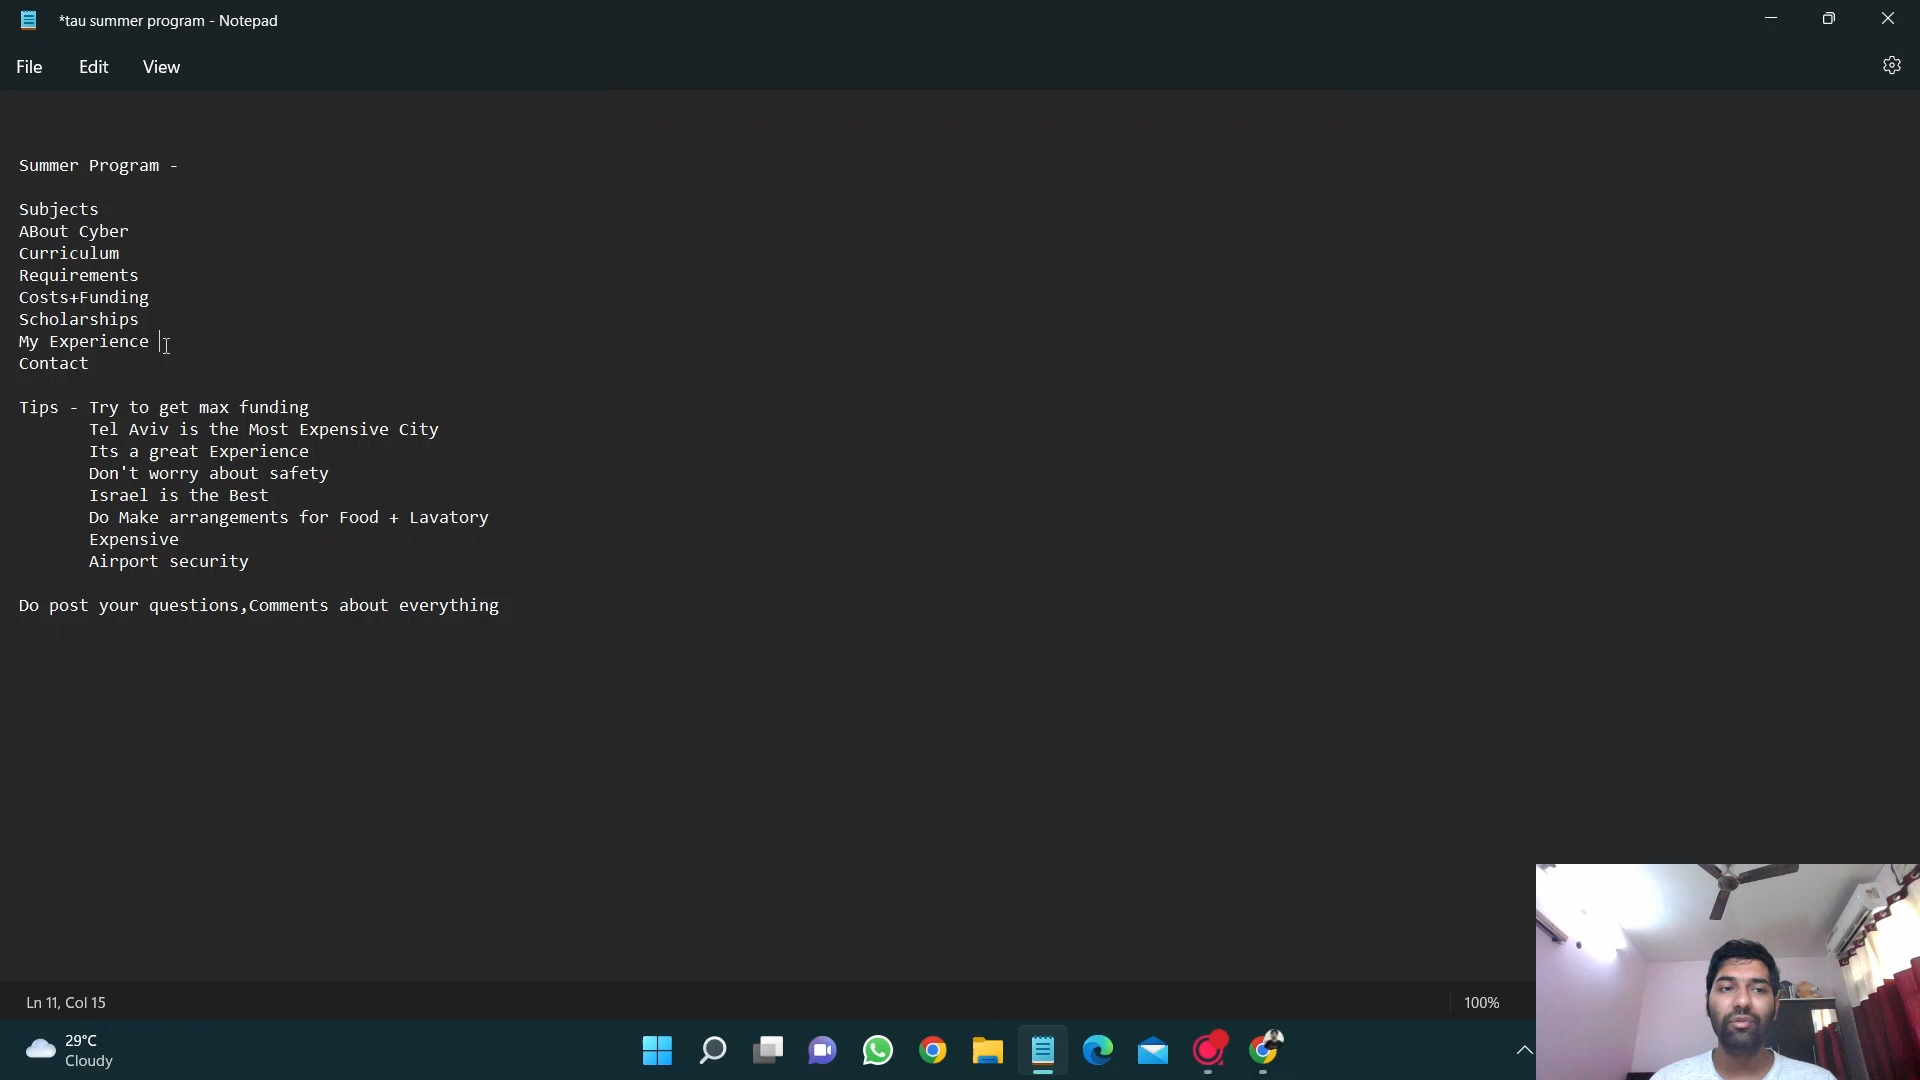 *tau summer program - Notepad
File Edit View
Summer Program -
Subjects
ABout Cyber
Curriculum
Requirements
Costs+Funding
Scholarships
My Experience
Contact
Tips - Try to get max funding
Tel Aviv is the Most Expensive City
Its a great Experience
Don't worry about safety
Israel is the Best
Do Make arrangements for Food + Lavatory
Expensive
Airport security
Do post your questions,Comments about everything
Ln 11, Col 15
100%
29°C
Cloudy